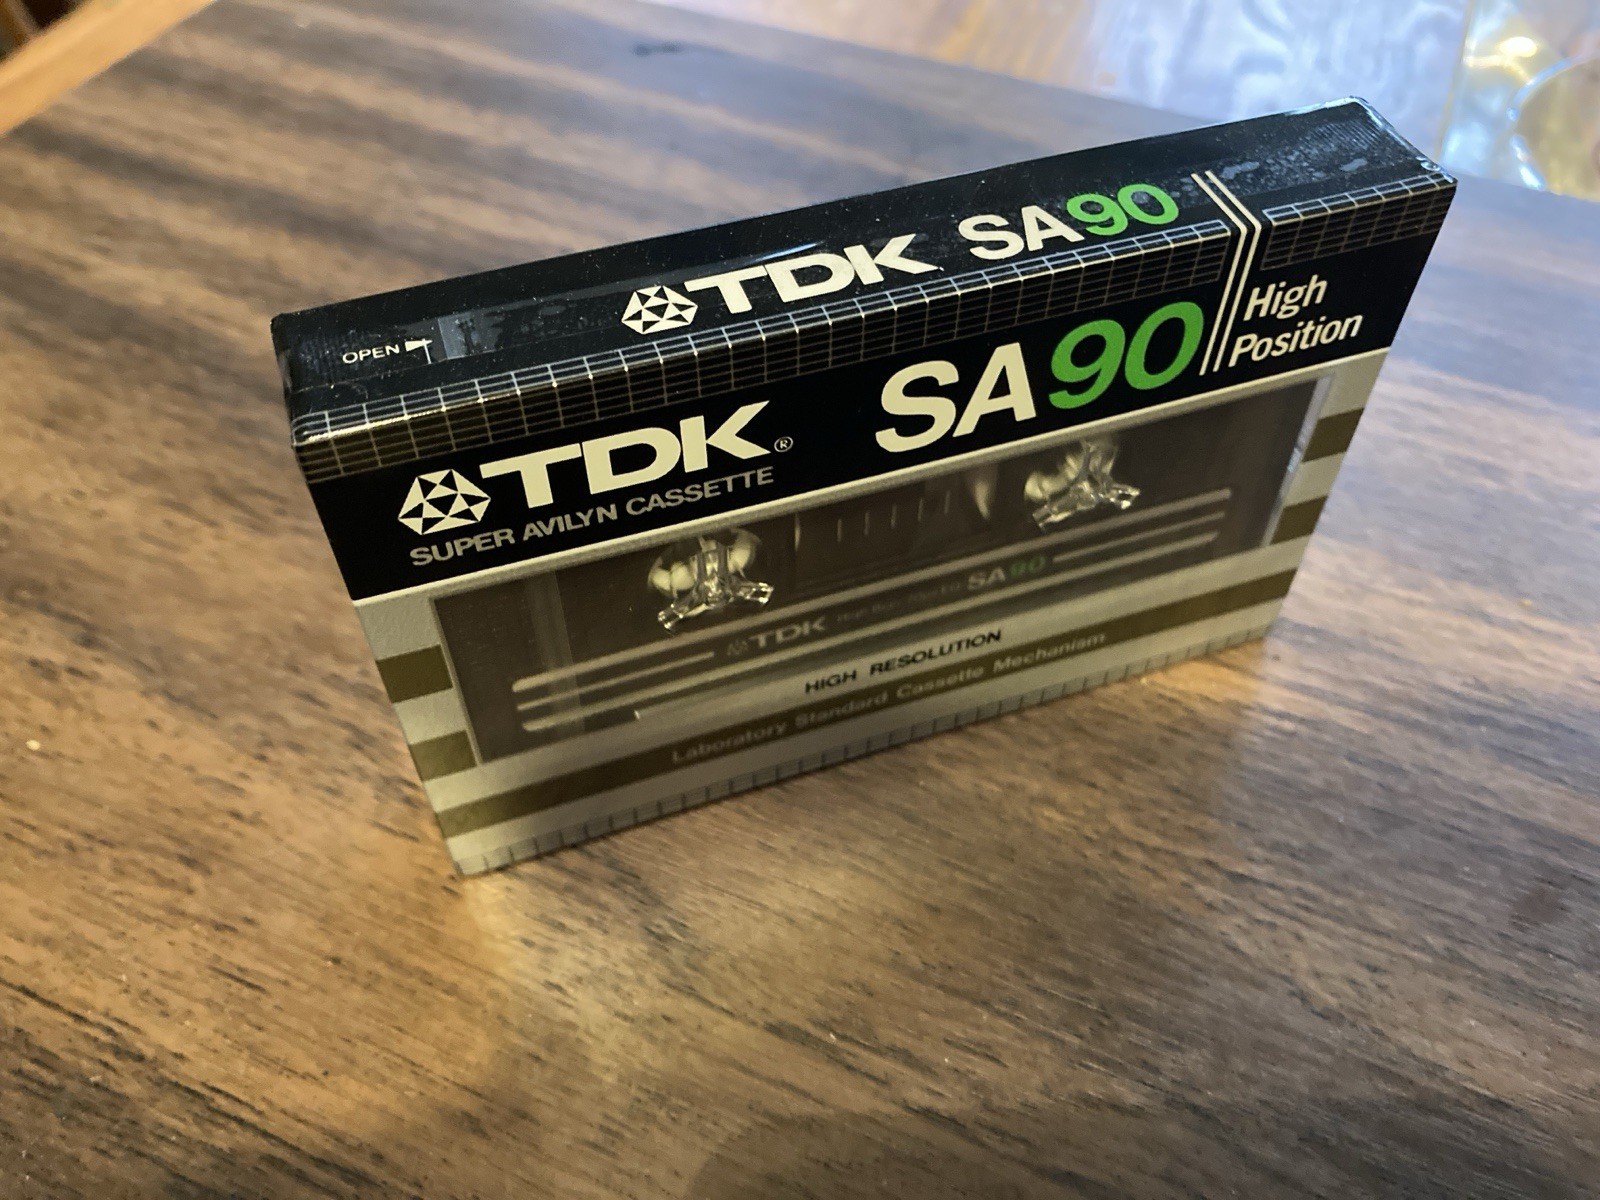 OPEN
TDK SA90
TDK® SA90
High
Position
SUPER AVILYN CASSETTE
TDK SA90
HIGH RESOLUTION
Laboratory Standard Cassette Mechanism